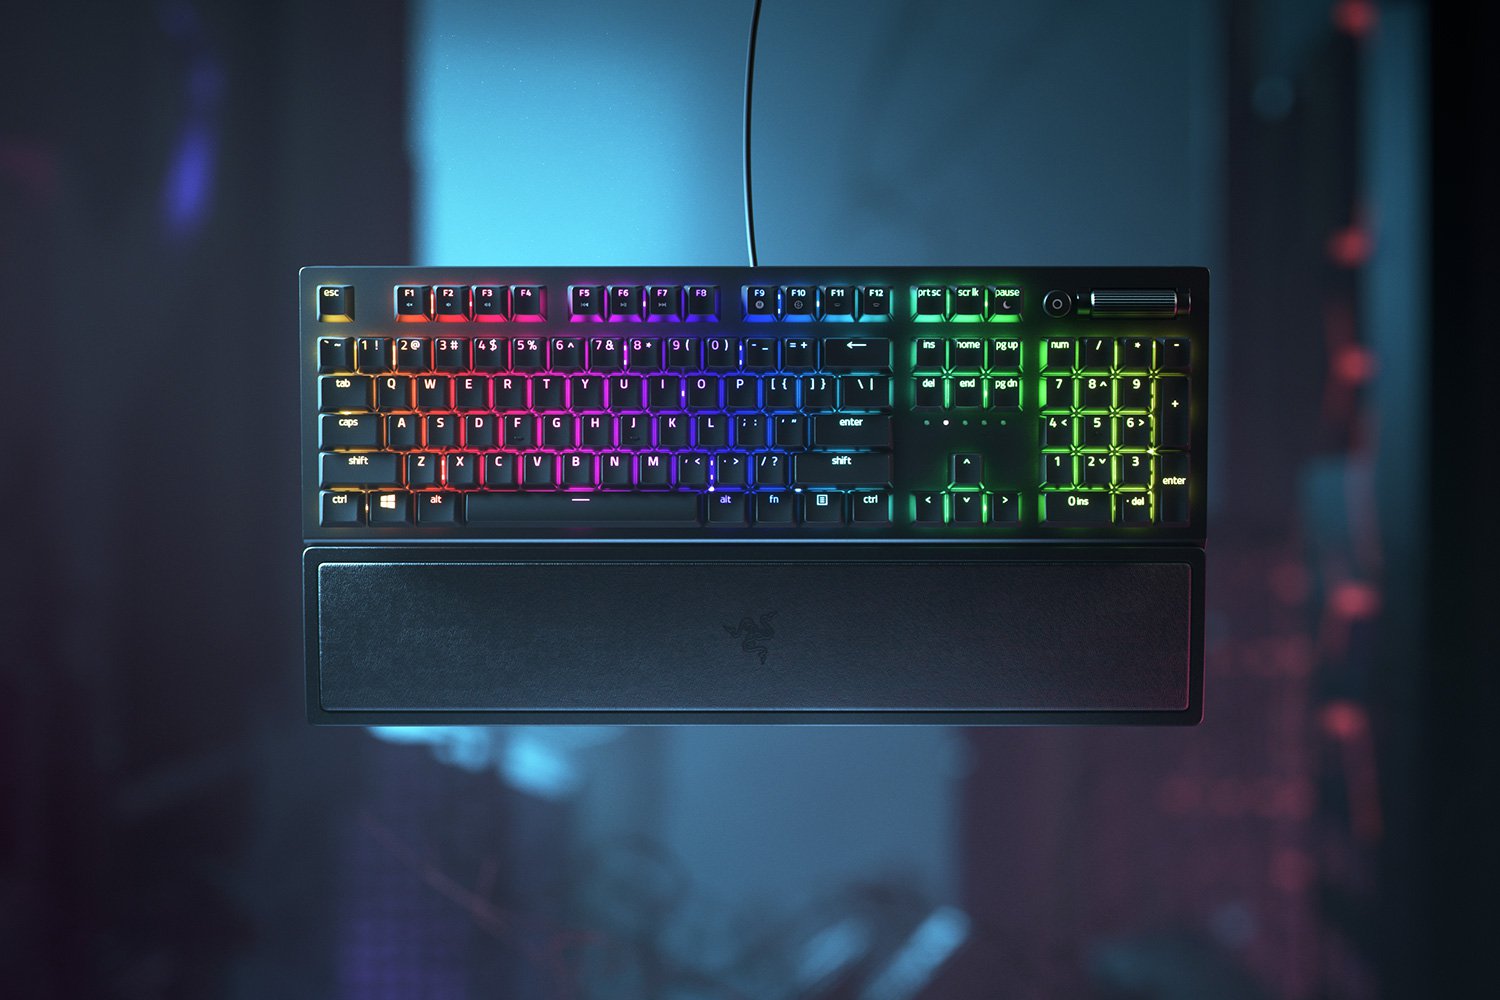 esc F1 F2 F3 F4 F5 F6 F7 F8 F9 F10 F11 F12 prt sc scr lk pause
` ~ 1 ! 2 @ 3 # 4 $ 5 % 6 ^ 7 & 8 * 9 ( 0 ) - _ = + ← ins home pg up num / * -
tab Q W E R T Y U I O P [ { ] } \ | del end pg dn 7 8 ^ 9 +
caps A S D F G H J K L ; : ' " enter 4 < 5 6 >
shift Z X C V B N M , < . > / ? shift ^ 1 2 ⌄ 3 enter
ctrl alt alt fn ctrl < ⌄ > 0 ins . del